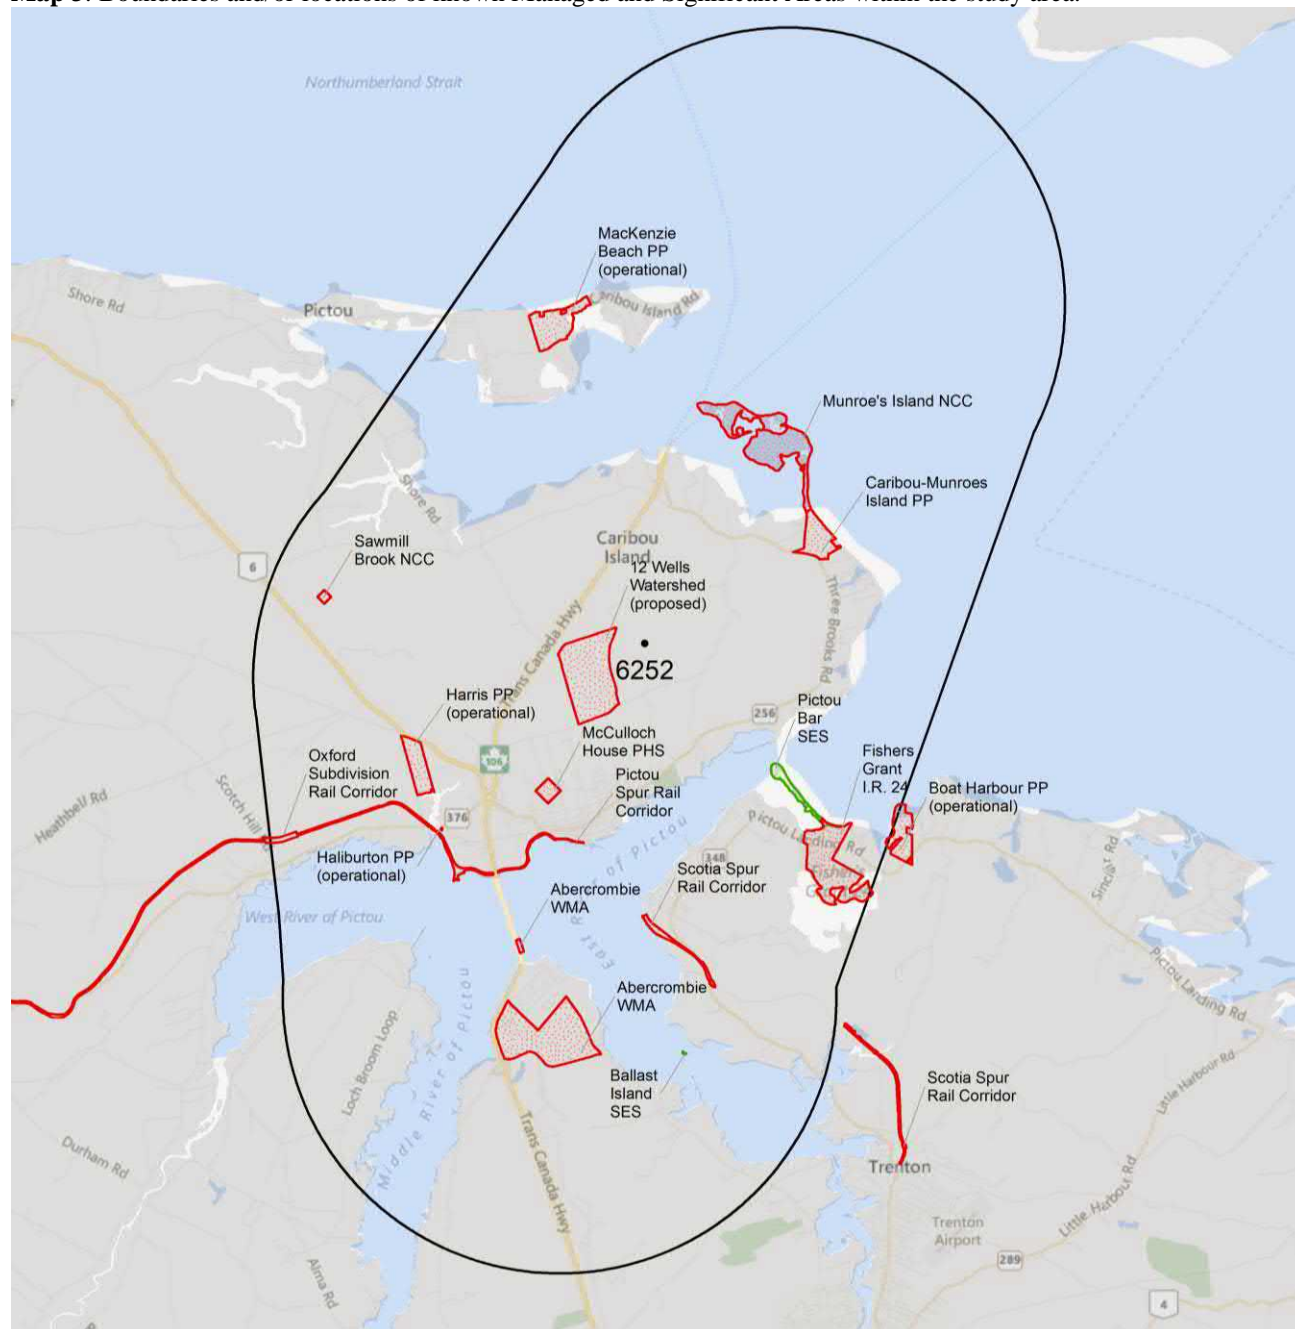 Map 3: Boundaries and/or locations of known Managed and Significant Areas within the study area.
Northumberland Strait
MacKenzie
Beach PP
(operational)
Shore Rd
Pictou
Caribou Island Rd
Munroe's Island NCC
Caribou-Munroes
Island PP
Shore Rd
Sawmill
Brook NCC
Caribou
Island
6
12 Wells
Watershed
(proposed)
Three Brooks Rd
Trans Canada Hwy
6252
Harris PP
(operational)
Pictou
Bar
SES
256
McCulloch
House PHS
Fishers
Grant
I.R. 24
Oxford
Subdivision
Rail Corridor
106
Pictou
Spur Rail
Corridor
Boat Harbour PP
(operational)
Heathbell Rd
Scotch Hill
376
Pictou Landing Rd
Haliburton PP
(operational)
348
Scotia Spur
Rail Corridor
Abercrombie
WMA
West River of Pictou
East River of Pictou
Pictou Landing Rd
Abercrombie
WMA
Loch Broom Loop
Middle River of Pictou
Ballast
Island
SES
Scotia Spur
Rail Corridor
Little Harbour Rd
Durham Rd
Trans Canada Hwy
Trenton
Little Harbour Rd
Trenton
Airport
289
Alma Rd
4